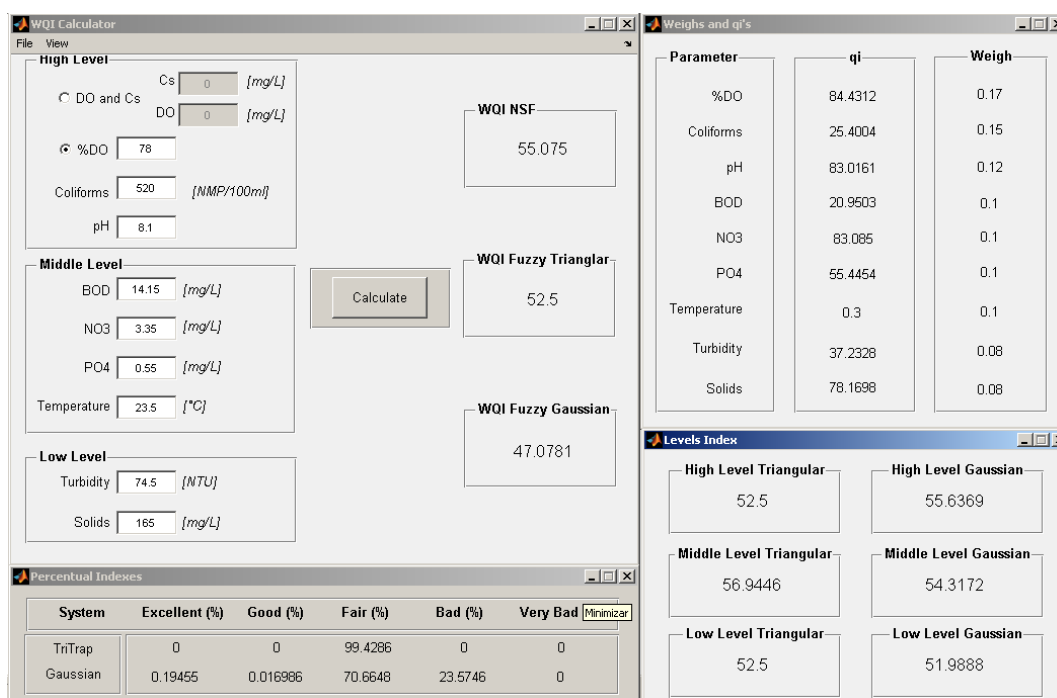 WQI Calculator
File View
High Level
Cs 0 [mg/L]
DO and Cs
DO 0 [mg/L]
%DO 78
Coliforms 520 [NMP/100ml]
pH 8.1
Middle Level
BOD 14.15 [mg/L]
NO3 3.35 [mg/L]
PO4 0.55 [mg/L]
Temperature 23.5 [°C]
Low Level
Turbidity 74.5 [NTU]
Solids 165 [mg/L]
Calculate
WQI NSF
55.075
WQI Fuzzy Trianglar
52.5
WQI Fuzzy Gaussian
47.0781
Weighs and qi's
Parameter qi Weigh
%DO 84.4312 0.17
Coliforms 25.4004 0.15
pH 83.0161 0.12
BOD 20.9503 0.1
NO3 83.085 0.1
PO4 55.4454 0.1
Temperature 0.3 0.1
Turbidity 37.2328 0.08
Solids 78.1698 0.08
Percentual Indexes
System Excellent (%) Good (%) Fair (%) Bad (%) Very Bad Minimizar
TriTrap 0 0 99.4286 0 0
Gaussian 0.19455 0.016986 70.6648 23.5746 0
Levels Index
High Level Triangular High Level Gaussian
52.5 55.6369
Middle Level Triangular Middle Level Gaussian
56.9446 54.3172
Low Level Triangular Low Level Gaussian
52.5 51.9888